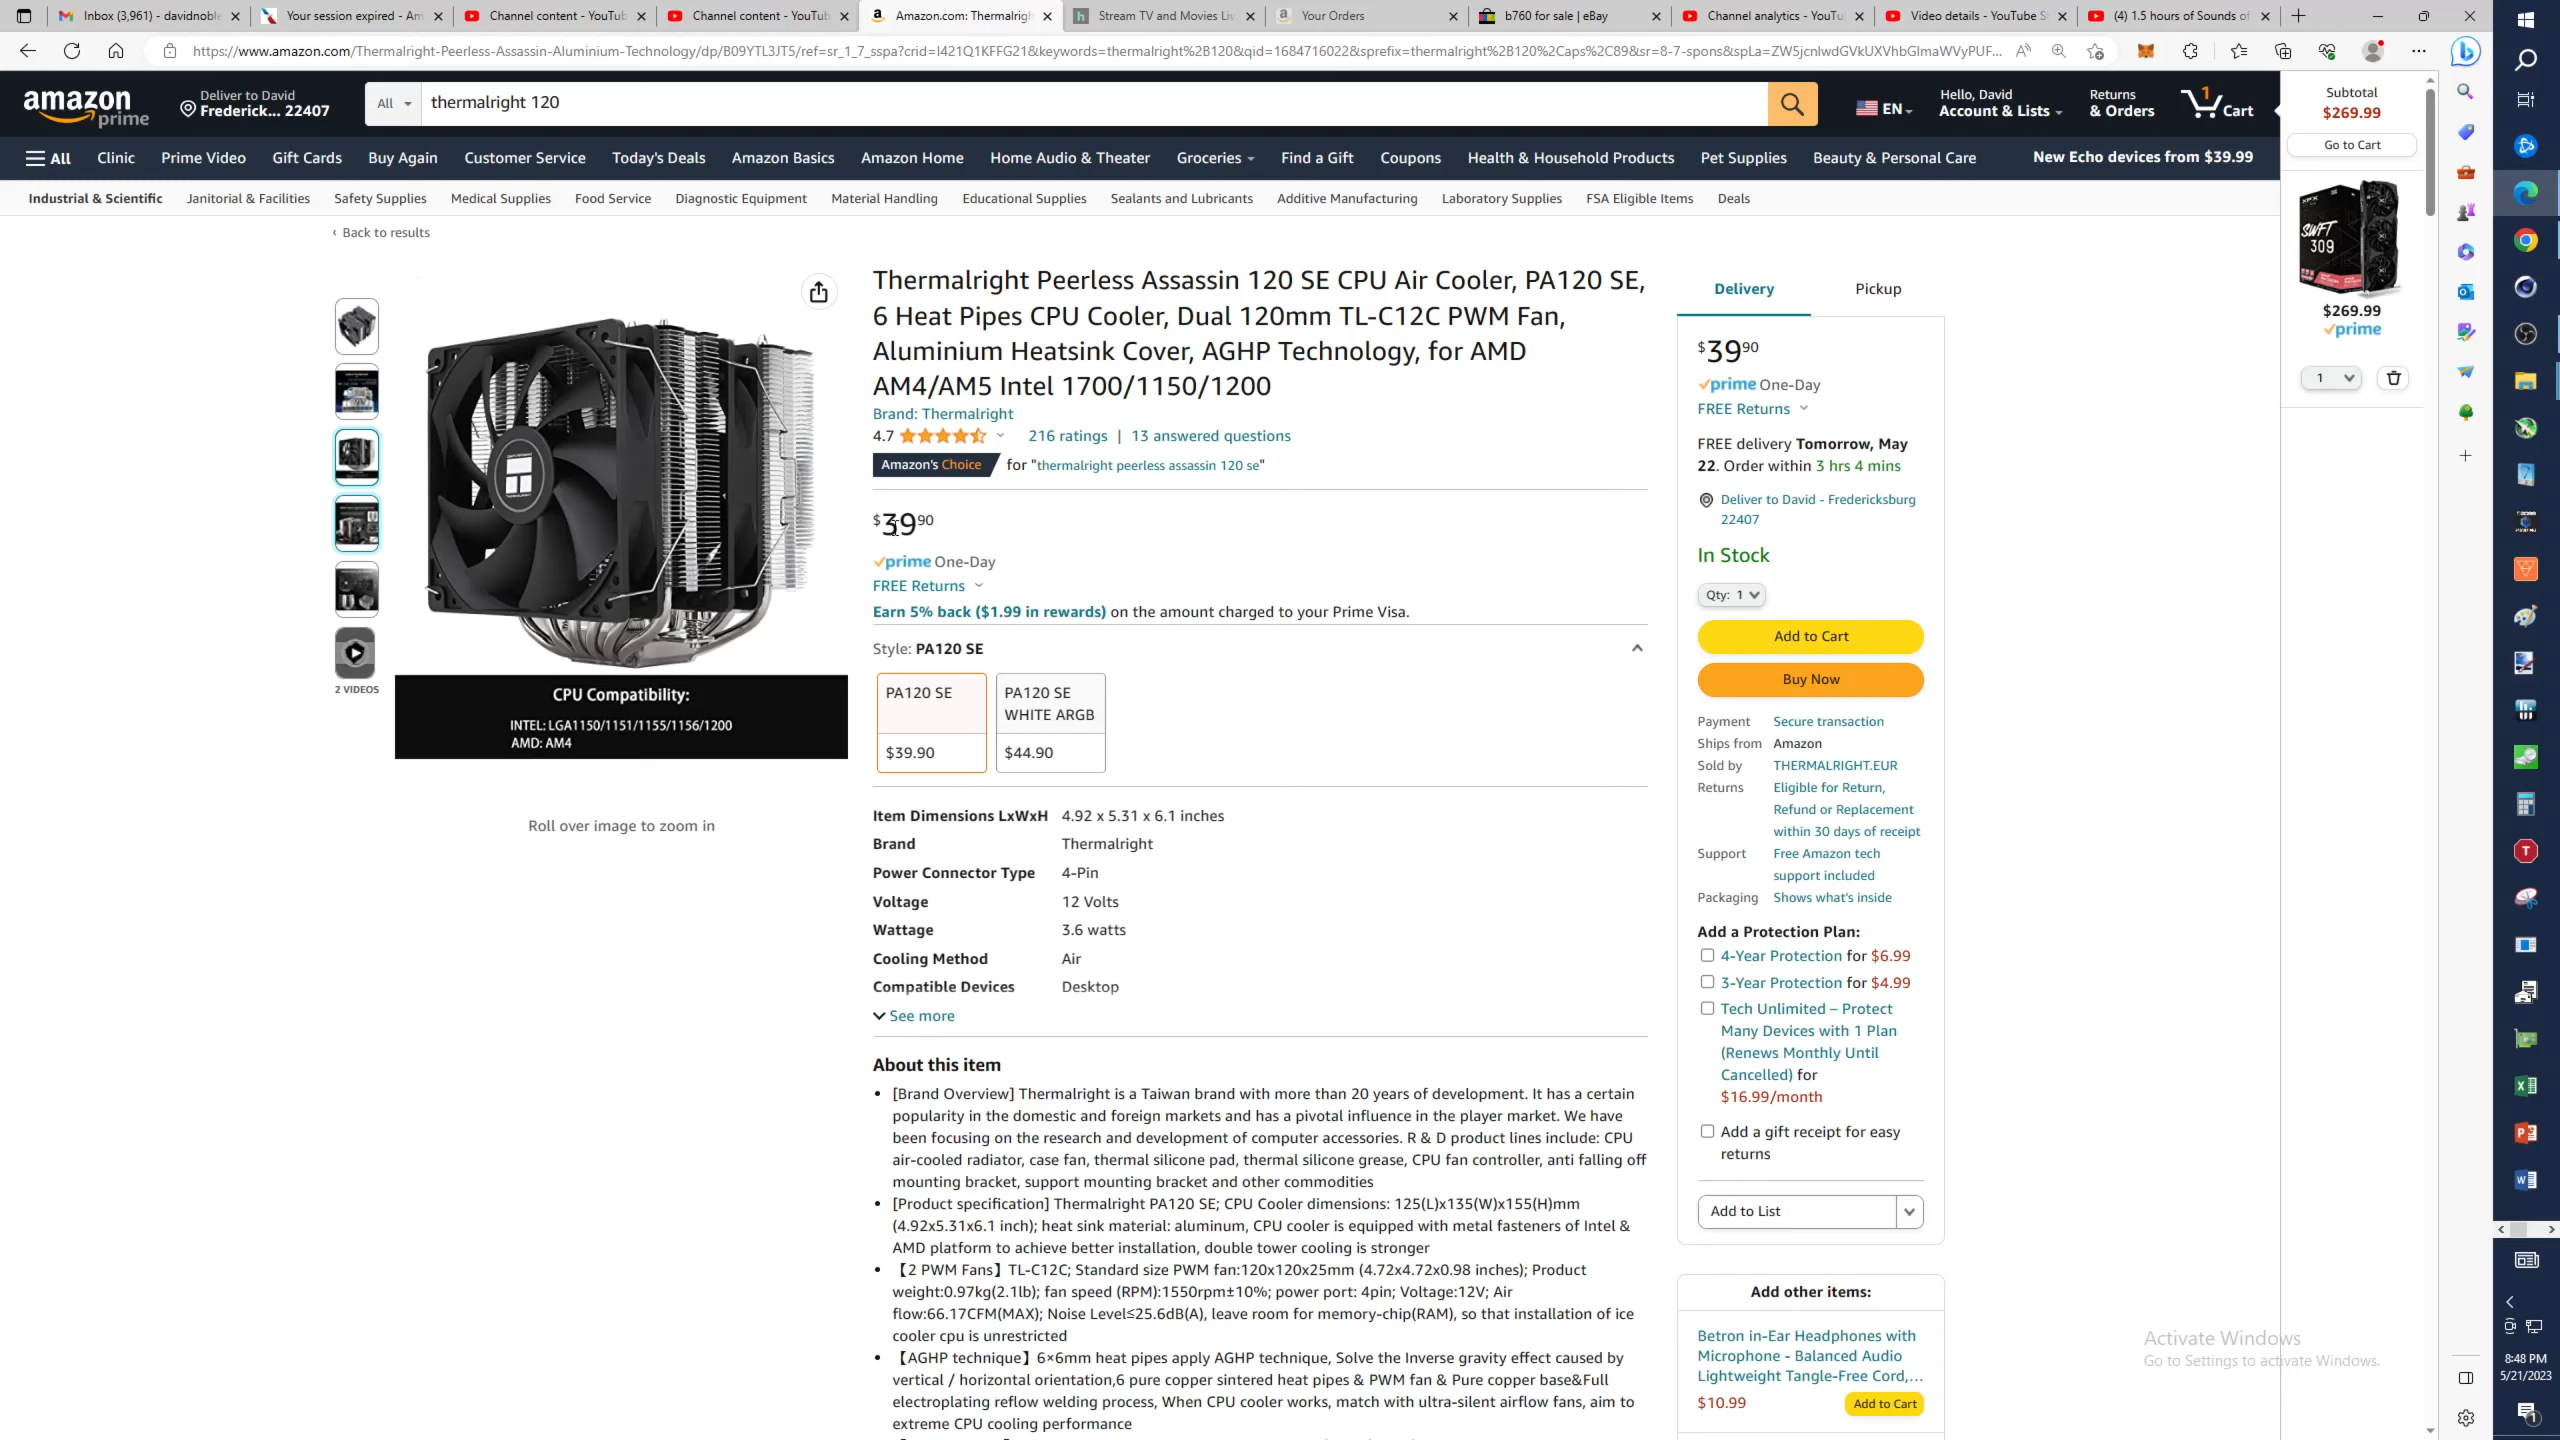 Inbox (3,961) - davidnoble
Your session expired - Am
Channel content - YouTub
Channel content - YouTub
Amazon.com: Thermalrigh
Stream TV and Movies Liv
Your Orders
b760 for sale | eBay
Channel analytics - YouTu
Video details - YouTube S
(4) 1.5 hours of Sounds of
https://www.amazon.com/Thermalright-Peerless-Assassin-Aluminium-Technology/dp/B09YTL3JT5/ref=sr_1_7_sspa?crid=I421Q1KFFG21&keywords=thermalright%2B120&qid=1684716022&sprefix=thermalright%2B120%2Caps%2C89&sr=8-7-spons&spLa=ZW5jcnlwdGVkUXVhbGlmaWVyPUF...
amazon prime
Deliver to David
Frederick... 22407
All
thermalright 120
EN
Hello, David
Account & Lists
Returns
& Orders
1
Cart
Subtotal
$269.99
Go to Cart
All
Clinic
Prime Video
Gift Cards
Buy Again
Customer Service
Today's Deals
Amazon Basics
Amazon Home
Home Audio & Theater
Groceries
Find a Gift
Coupons
Health & Household Products
Pet Supplies
Beauty & Personal Care
New Echo devices from $39.99
Industrial & Scientific
Janitorial & Facilities
Safety Supplies
Medical Supplies
Food Service
Diagnostic Equipment
Material Handling
Educational Supplies
Sealants and Lubricants
Additive Manufacturing
Laboratory Supplies
FSA Eligible Items
Deals
XFX
SWFT
309
$269.99
prime
1
‹ Back to results
2 VIDEOS
CPU Compatibility:
INTEL: LGA1150/1151/1155/1156/1200
AMD: AM4
Roll over image to zoom in
Thermalright Peerless Assassin 120 SE CPU Air Cooler, PA120 SE,
6 Heat Pipes CPU Cooler, Dual 120mm TL-C12C PWM Fan,
Aluminium Heatsink Cover, AGHP Technology, for AMD
AM4/AM5 Intel 1700/1150/1200
Brand: Thermalright
4.7
216 ratings | 13 answered questions
Amazon's Choice for "thermalright peerless assassin 120 se"
$39 90
prime One-Day
FREE Returns
Earn 5% back ($1.99 in rewards) on the amount charged to your Prime Visa.
Style: PA120 SE
PA120 SE
$39.90
PA120 SE
WHITE ARGB
$44.90
Item Dimensions LxWxH 4.92 x 5.31 x 6.1 inches
Brand Thermalright
Power Connector Type 4-Pin
Voltage 12 Volts
Wattage 3.6 watts
Cooling Method Air
Compatible Devices Desktop
See more
About this item
• [Brand Overview] Thermalright is a Taiwan brand with more than 20 years of development. It has a certain
popularity in the domestic and foreign markets and has a pivotal influence in the player market. We have
been focusing on the research and development of computer accessories. R & D product lines include: CPU
air-cooled radiator, case fan, thermal silicone pad, thermal silicone grease, CPU fan controller, anti falling off
mounting bracket, support mounting bracket and other commodities
• [Product specification] Thermalright PA120 SE; CPU Cooler dimensions: 125(L)x135(W)x155(H)mm
(4.92x5.31x6.1 inch); heat sink material: aluminum, CPU cooler is equipped with metal fasteners of Intel &
AMD platform to achieve better installation, double tower cooling is stronger
• 【2 PWM Fans】TL-C12C; Standard size PWM fan:120x120x25mm (4.72x4.72x0.98 inches); Product
weight:0.97kg(2.1lb); fan speed (RPM):1550rpm±10%; power port: 4pin; Voltage:12V; Air
flow:66.17CFM(MAX); Noise Level≤25.6dB(A), leave room for memory-chip(RAM), so that installation of ice
cooler cpu is unrestricted
• 【AGHP technique】6×6mm heat pipes apply AGHP technique, Solve the Inverse gravity effect caused by
vertical / horizontal orientation,6 pure copper sintered heat pipes & PWM fan & Pure copper base&Full
electroplating reflow welding process, When CPU cooler works, match with ultra-silent airflow fans, aim to
extreme CPU cooling performance
Delivery
Pickup
$39 90
prime One-Day
FREE Returns
FREE delivery Tomorrow, May
22. Order within 3 hrs 4 mins
Deliver to David - Fredericksburg
22407
In Stock
Qty: 1
Add to Cart
Buy Now
Payment Secure transaction
Ships from Amazon
Sold by THERMALRIGHT.EUR
Returns Eligible for Return,
Refund or Replacement
within 30 days of receipt
Support Free Amazon tech
support included
Packaging Shows what's inside
Add a Protection Plan:
4-Year Protection for $6.99
3-Year Protection for $4.99
Tech Unlimited – Protect
Many Devices with 1 Plan
(Renews Monthly Until
Cancelled) for
$16.99/month
Add a gift receipt for easy
returns
Add to List
Add other items:
Betron in-Ear Headphones with
Microphone - Balanced Audio
Lightweight Tangle-Free Cord,...
$10.99
Add to Cart
Activate Windows
Go to Settings to activate Windows.
8:48 PM
5/21/2023
1